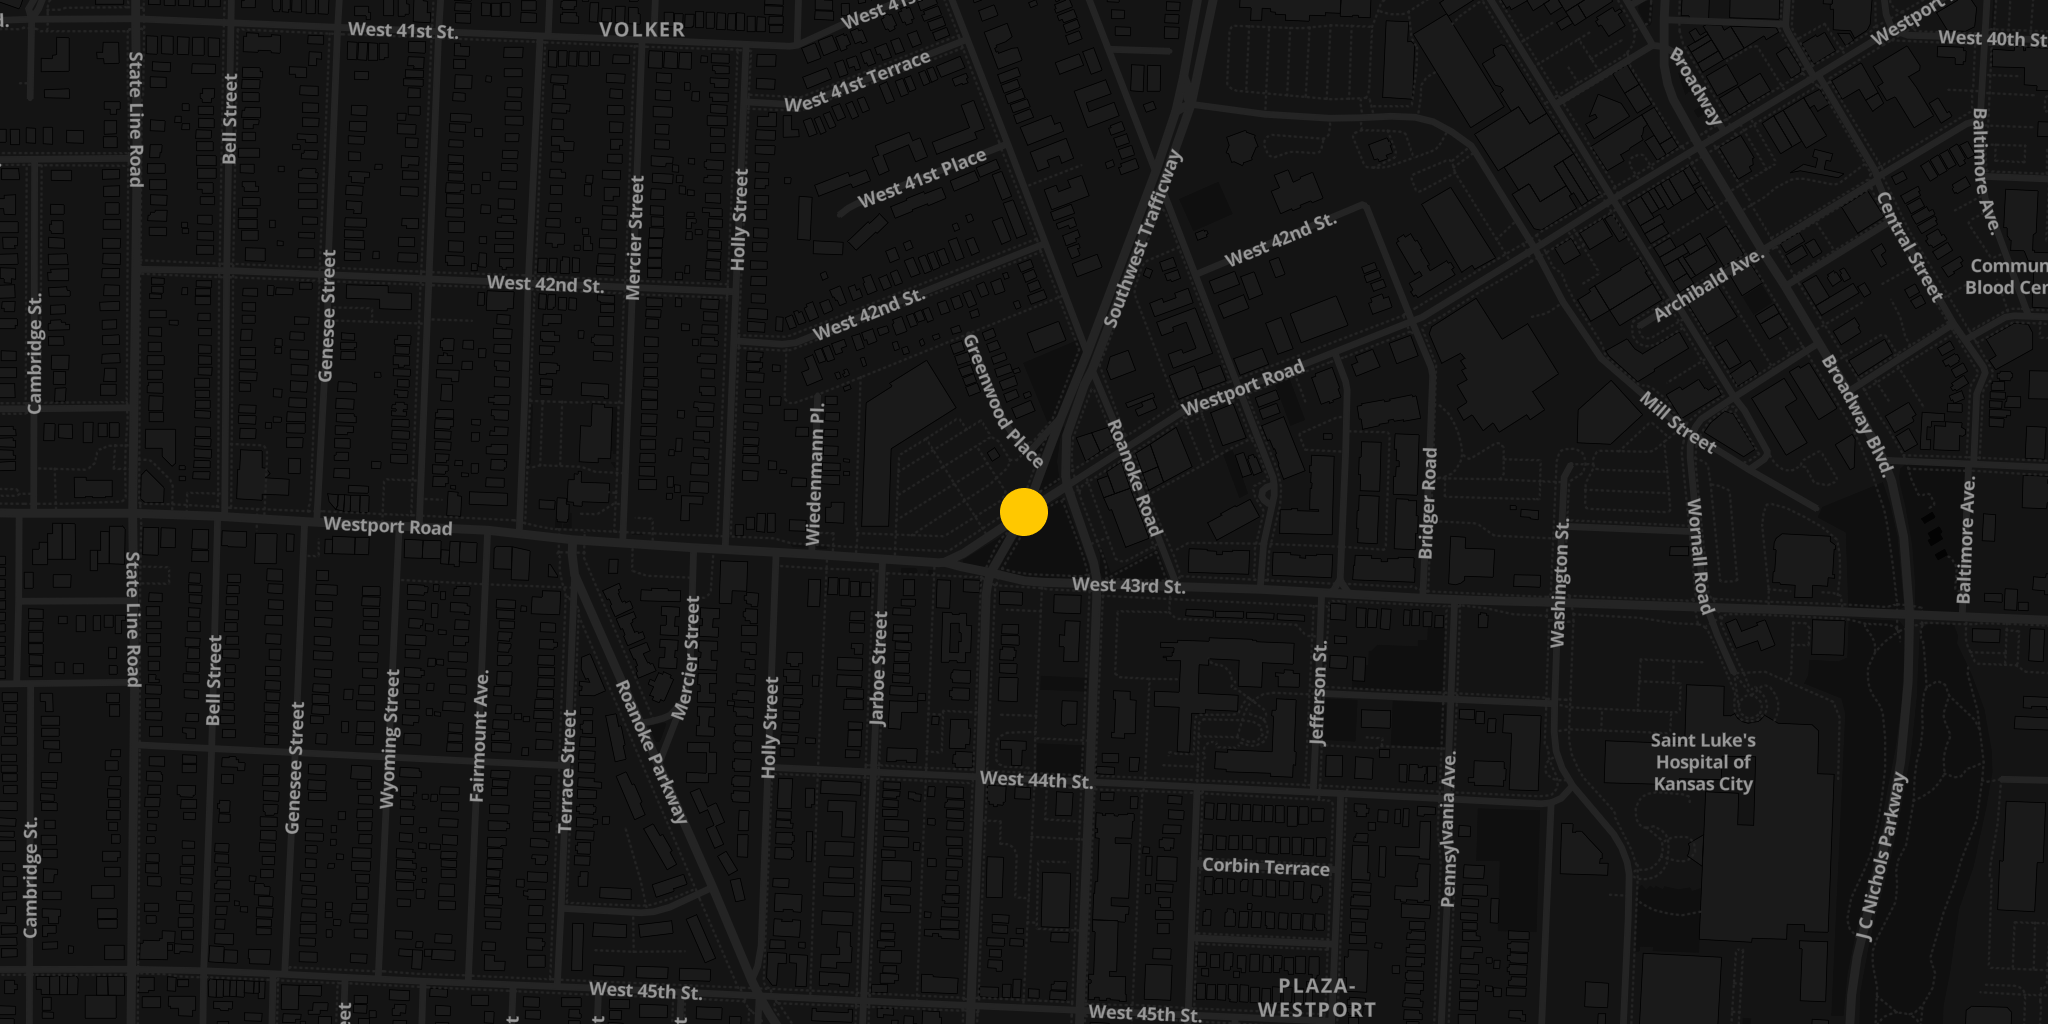 West 41st St.
VOLKER
West 41st
Westport
West 40th St
Broadway
State Line Road
Bell Street
West 41st Terrace
Baltimore Ave.
West 41st Place
Mercier Street
Holly Street
Southwest Trafficway
West 42nd St.
Central Street
Archibald Ave.
Commun
Blood Cen
Genesee Street
West 42nd St.
Cambridge St.
West 42nd St.
Greenwood Place
Westport Road
Broadway Blvd.
Mill Street
Wiedenmann Pl.
Roanoke Road
Bridger Road
Westport Road
Wornall Road
Baltimore Ave.
Washington St.
State Line Road
West 43rd St.
Mercier Street
Jarboe Street
Bell Street
Jefferson St.
Wyoming Street
Fairmount Ave.
Holly Street
Roanoke Parkway
Genesee Street
Terrace Street
Saint Luke's
Hospital of
Kansas City
West 44th St.
Pennsylvania Ave.
J C Nichols Parkway
Cambridge St.
Corbin Terrace
West 45th St.
PLAZA-
WESTPORT
West 45th St.